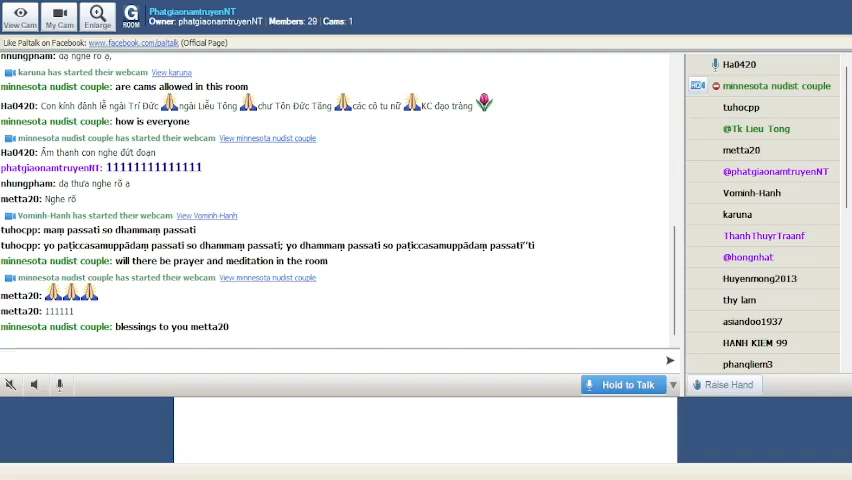 PhatgiaonamtruyenNT
Owner: phatgiaonamtruyenNT | Members: 29 | Cams: 1
View Cam
My Cam
Enlarge
G
ROOM
Like Paltalk on Facebook: www.facebook.com/paltalk (Official Page)
nhungpham: dạ nghe rõ ạ,
karuna has started their webcam View karuna
minnesota nudist couple: are cams allowed in this room
Ha0420: Con kính đảnh lễ ngài Trí Đức ngài Liễu Tông chư Tôn Đức Tăng các cô tu nữ KC đạo tràng
minnesota nudist couple: how is everyone
minnesota nudist couple has started their webcam View minnesota nudist couple
Ha0420: Âm thanh con nghe đứt đoạn
phatgiaonamtruyenNT: 11111111111111
nhungpham: dạ thưa nghe rõ ạ
metta20: Nghe rõ
Vominh-Hanh has started their webcam View Vominh-Hanh
tuhocpp: maṃ passati so dhammaṃ passati
tuhocpp: yo paṭiccasamuppādaṃ passati so dhammaṃ passati; yo dhammaṃ passati so paṭiccasamuppādaṃ passatī’’ti
minnesota nudist couple: will there be prayer and meditation in the room
minnesota nudist couple has started their webcam View minnesota nudist couple
metta20:
metta20: 111111
minnesota nudist couple: blessings to you metta20
Hold to Talk
Ha0420
HD minnesota nudist couple
tuhocpp
@Tk Lieu Tong
metta20
@phatgiaonamtruyenNT
Vominh-Hanh
karuna
ThanhThuyrTraanf
@hongnhat
Huyenmong2013
thy lam
asiandoo1937
HANH KIEM 99
phanqliem3
Raise Hand